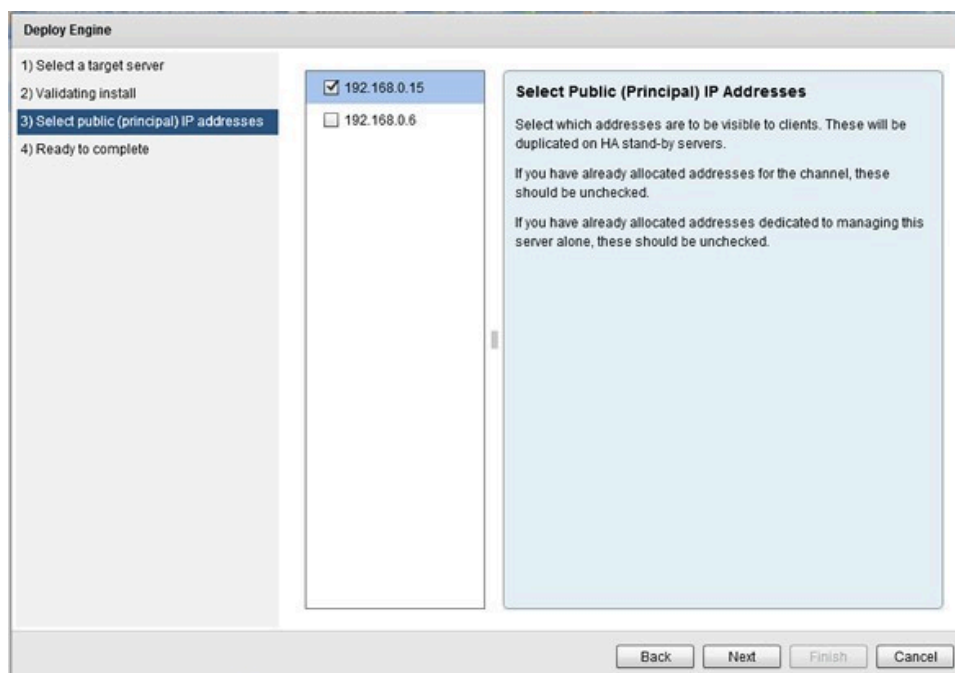 Deploy Engine
1) Select a target server
2) Validating install
3) Select public (principal) IP addresses
4) Ready to complete
192.168.0.15
192.168.0.6
Select Public (Principal) IP Addresses
Select which addresses are to be visible to clients. These will be
duplicated on HA stand-by servers.
If you have already allocated addresses for the channel, these
should be unchecked.
If you have already allocated addresses dedicated to managing this
server alone, these should be unchecked.
Back
Next
Finish
Cancel